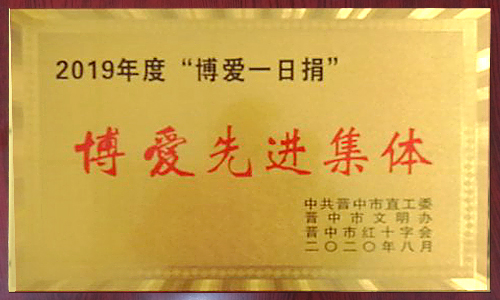 2019年度“博爱一日捐”
博爱先进集体
中共晋中市直工委
晋中市文明办
晋中市红十字会
二〇二〇年八月